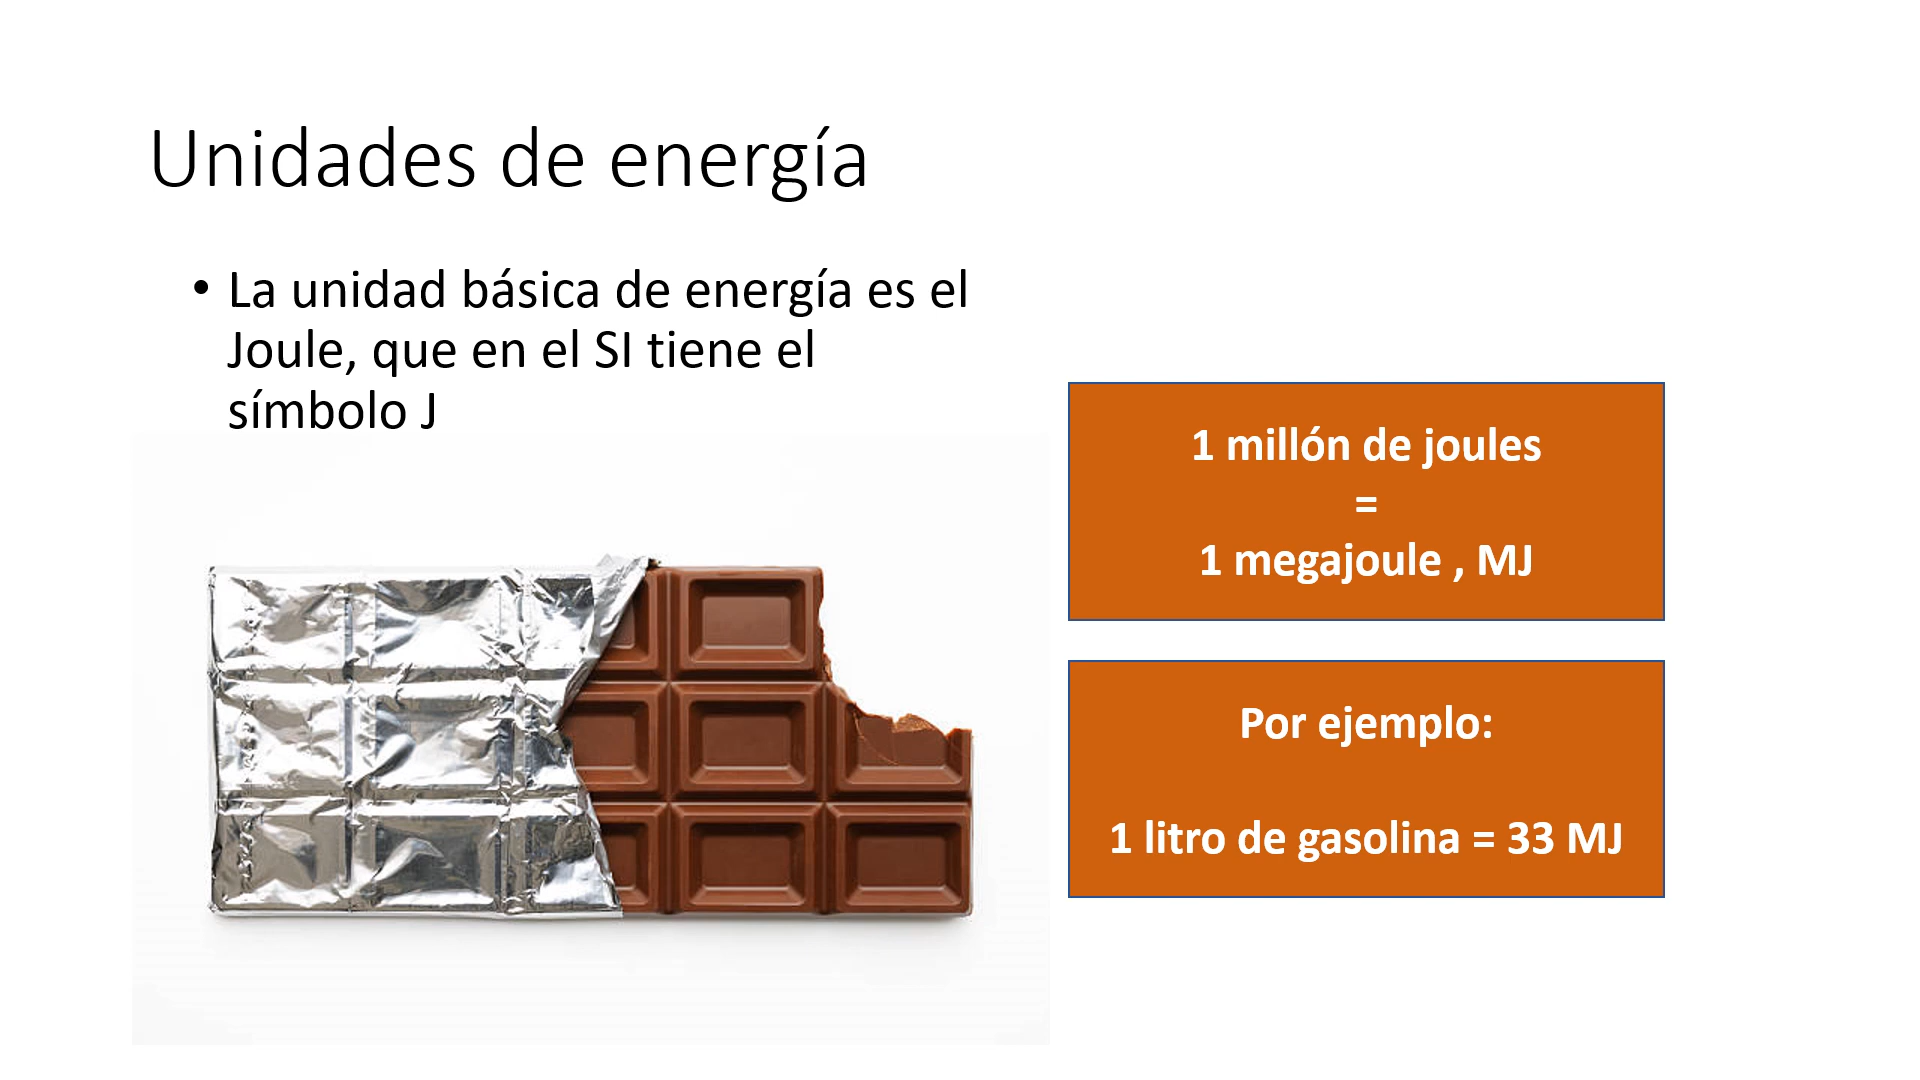 Unidades de energía
• La unidad básica de energía es el
Joule, que en el SI tiene el
símbolo J
1 millón de joules
=
1 megajoule , MJ
Por ejemplo:
1 litro de gasolina = 33 MJ